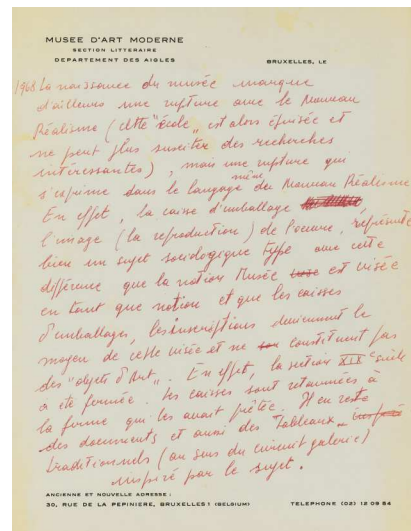 MUSEE D'ART MODERNE
SECTION LITTERAIRE
DEPARTEMENT DES AIGLES
BRUXELLES, LE
1968 La naissance du musée marque
d'ailleurs une rupture avec le Nouveau
Réalisme (cette "école" est alors épuisée et
ne peut plus susciter des recherches
intéressantes), mais une rupture qui
s'exprime dans le langage même du Nouveau Réalisme
En effet, la caisse d'emballage
l'image (la reproduction) de l'oeuvre, représente
bien un sujet sociologique type avec cette
différence que la notion Musée est visée
en tant que notion et que les caisses
d'emballages, les inscriptions deviennent le
moyen de cette visée et ne constituent pas
des "objets d'Art". En effet, la section XIXe siècle
a été fermée. Les caisses sont retournées à
la firme qui les avait prêtées. Il en reste
des documents et aussi des Tableaux
traditionnels (au sens du circuit galerie)
inspiré par le sujet.
ANCIENNE ET NOUVELLE ADRESSE :
30, RUE DE LA PEPINIERE, BRUXELLES 1 (BELGIUM)
TELEPHONE (02) 12 09 54